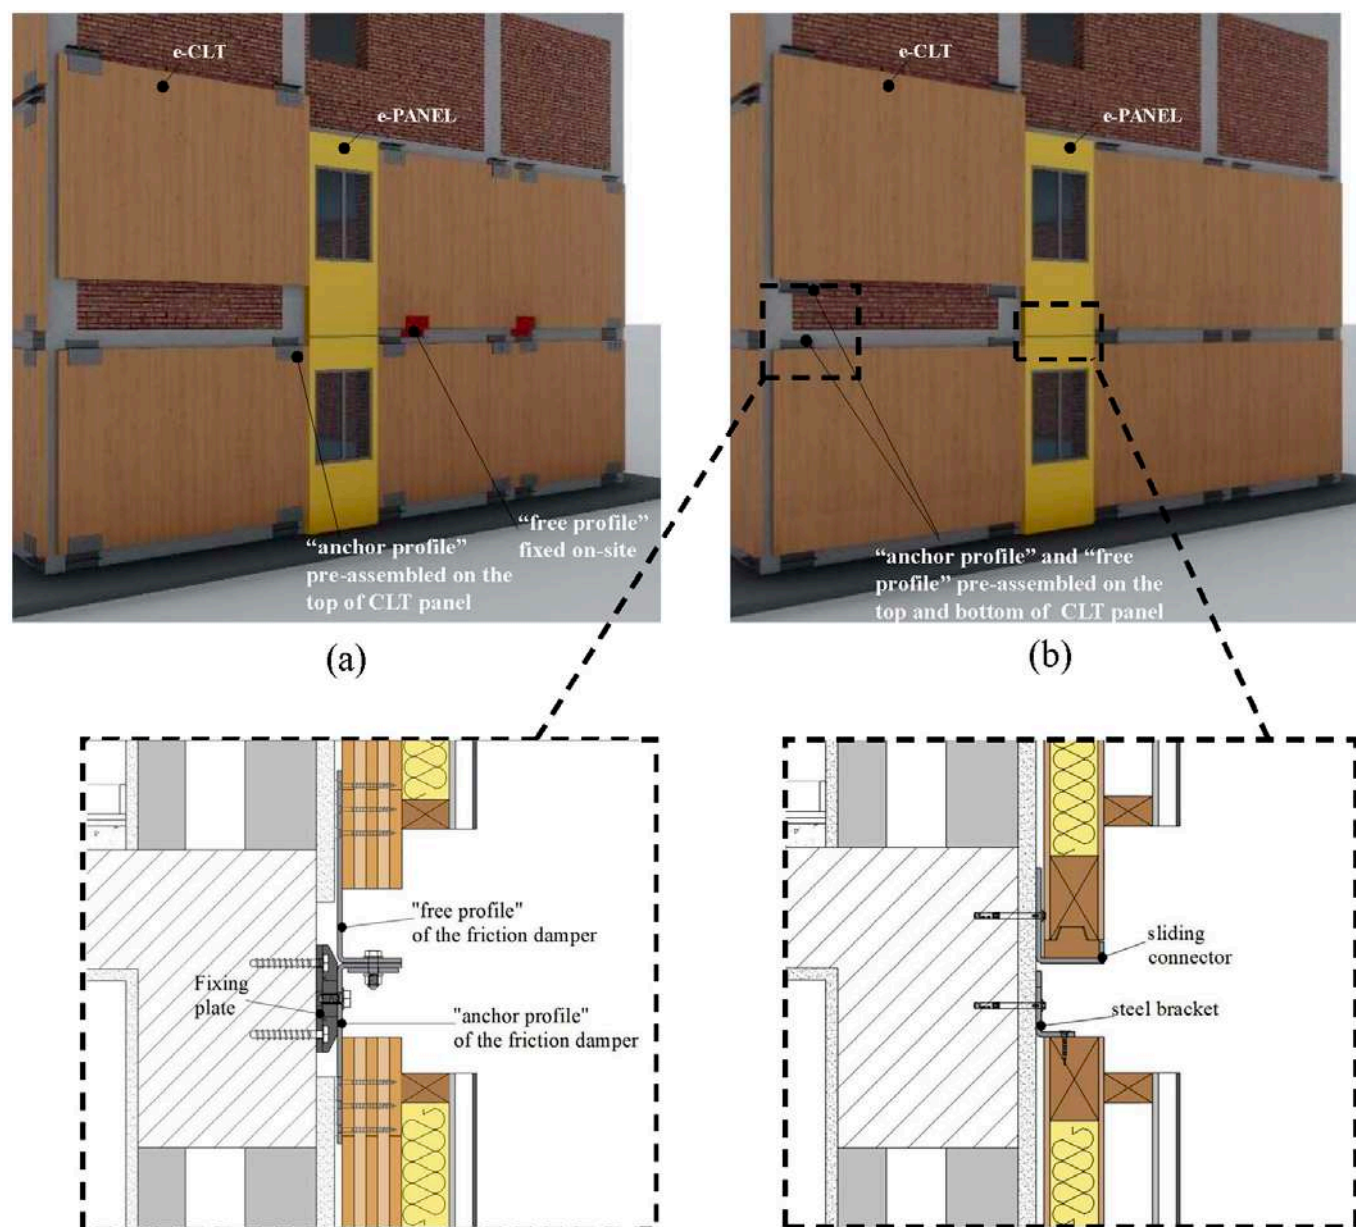 e-CLT
e-PANEL
"free profile"
fixed on-site
"anchor profile"
pre-assembled on the
top of CLT panel
(a)
e-CLT
e-PANEL
"anchor profile" and "free
profile" pre-assembled on the
top and bottom of CLT panel
(b)
"free profile"
of the friction damper
Fixing
plate
"anchor profile"
of the friction damper
sliding
connector
steel bracket